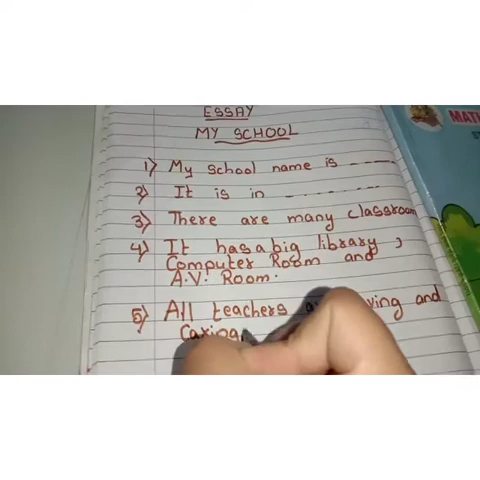 ESSAY
MY SCHOOL
1) My school name is -----
2) It is in --------
3) There are many classroom
4) It has a big library ,
Computer Room and
A.V. Room.
5) All teachers and
Caring.
MATH